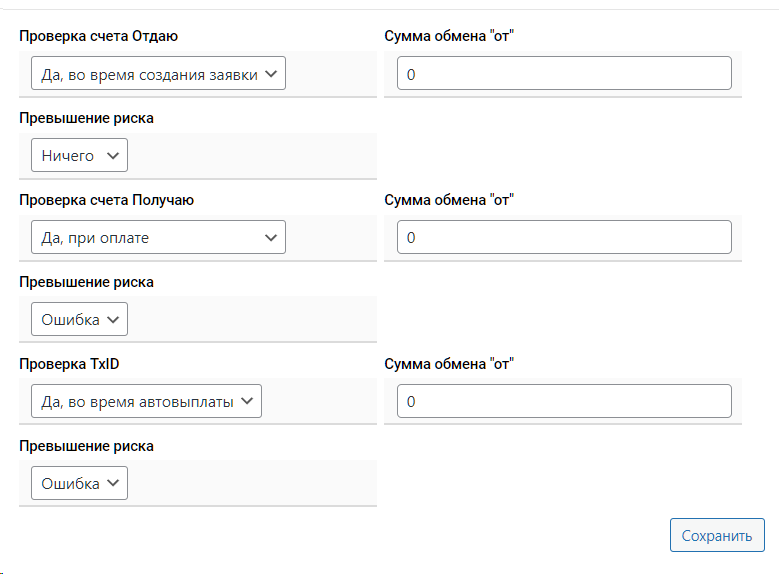 Проверка счета Отдаю
Сумма обмена "от"
Да, во время создания заявки
0
Превышение риска
Ничего
Проверка счета Получаю
Сумма обмена "от"
Да, при оплате
0
Превышение риска
Ошибка
Проверка TxID
Сумма обмена "от"
Да, во время автовыплаты
0
Превышение риска
Ошибка
Сохранить